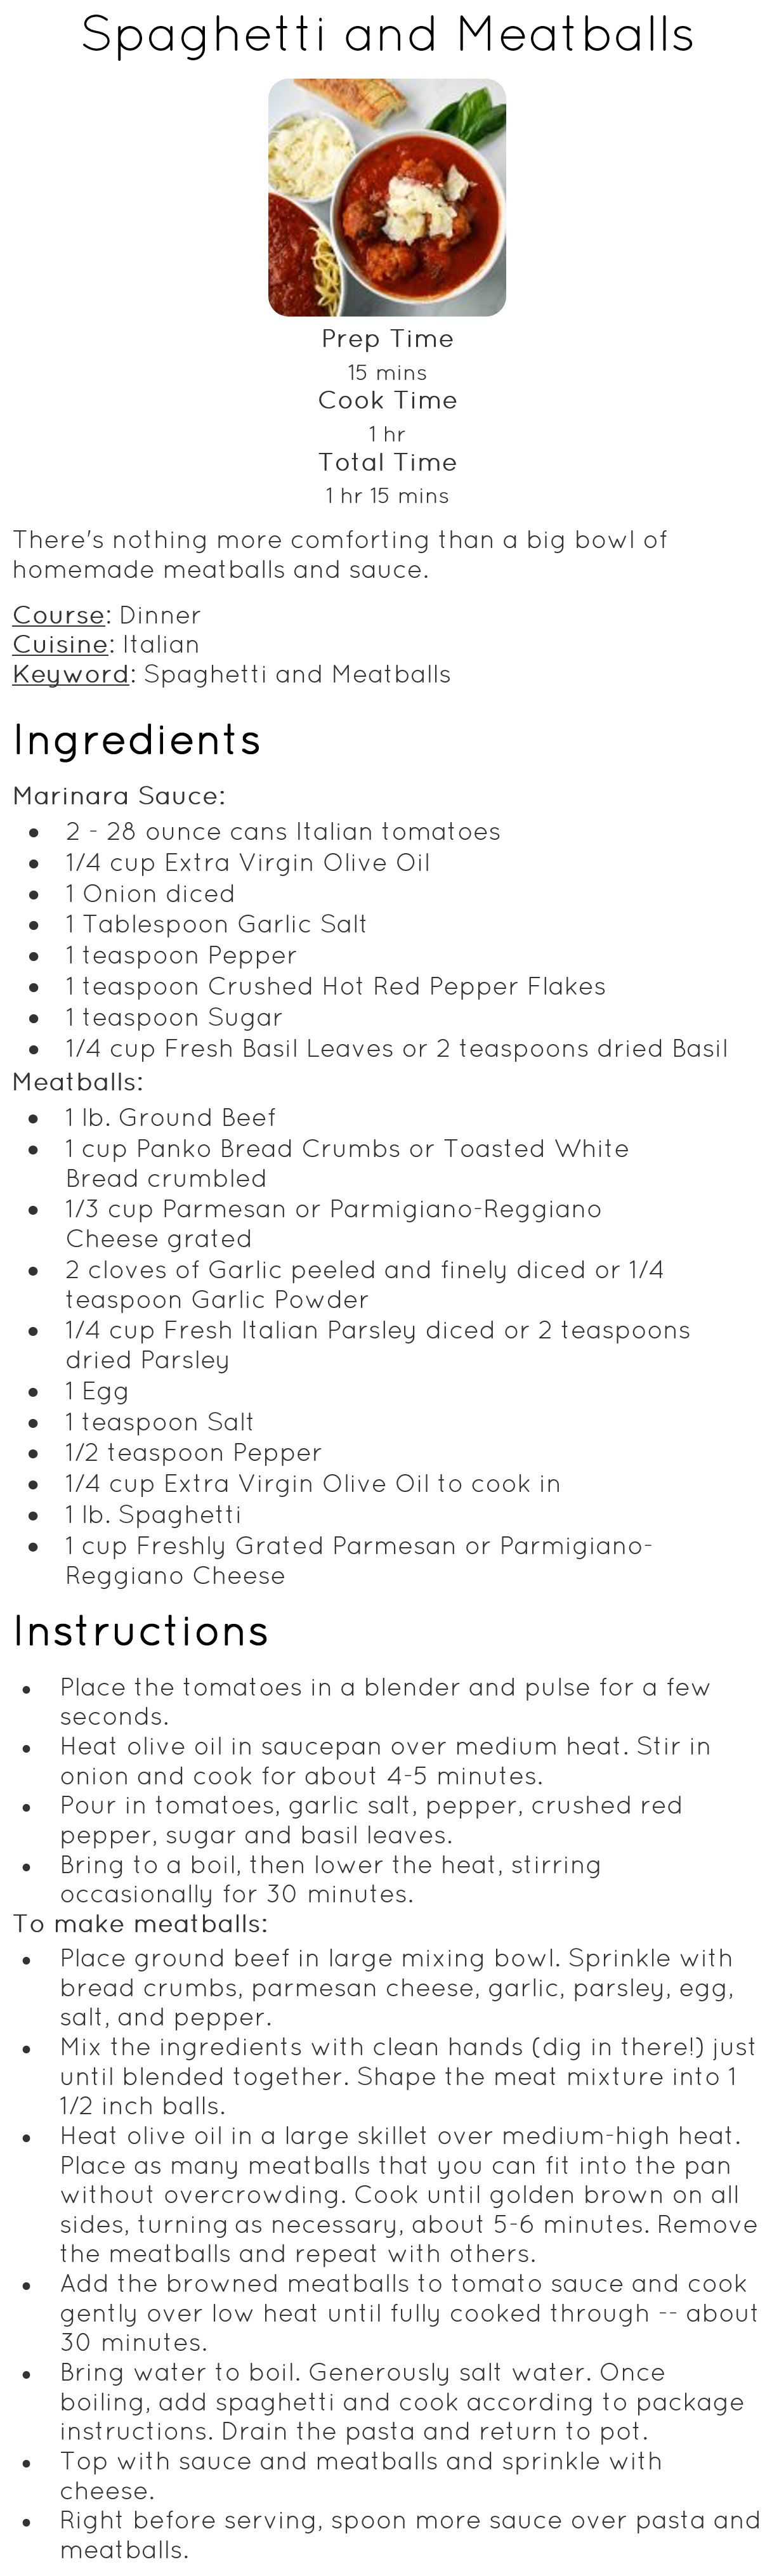 Spaghetti and Meatballs
Prep Time
15 mins
Cook Time
1 hr
Total Time
1 hr 15 mins
There's nothing more comforting than a big bowl of
homemade meatballs and sauce.
Course: Dinner
Cuisine: Italian
Keyword: Spaghetti and Meatballs
Ingredients
Marinara Sauce:
• 2 - 28 ounce cans Italian tomatoes
• 1/4 cup Extra Virgin Olive Oil
• 1 Onion diced
• 1 Tablespoon Garlic Salt
• 1 teaspoon Pepper
• 1 teaspoon Crushed Hot Red Pepper Flakes
• 1 teaspoon Sugar
• 1/4 cup Fresh Basil Leaves or 2 teaspoons dried Basil
Meatballs:
• 1 lb. Ground Beef
• 1 cup Panko Bread Crumbs or Toasted White
Bread crumbled
• 1/3 cup Parmesan or Parmigiano-Reggiano
Cheese grated
• 2 cloves of Garlic peeled and finely diced or 1/4
teaspoon Garlic Powder
• 1/4 cup Fresh Italian Parsley diced or 2 teaspoons
dried Parsley
• 1 Egg
• 1 teaspoon Salt
• 1/2 teaspoon Pepper
• 1/4 cup Extra Virgin Olive Oil to cook in
• 1 lb. Spaghetti
• 1 cup Freshly Grated Parmesan or Parmigiano-
Reggiano Cheese
Instructions
• Place the tomatoes in a blender and pulse for a few
seconds.
• Heat olive oil in saucepan over medium heat. Stir in
onion and cook for about 4-5 minutes.
• Pour in tomatoes, garlic salt, pepper, crushed red
pepper, sugar and basil leaves.
• Bring to a boil, then lower the heat, stirring
occasionally for 30 minutes.
To make meatballs:
• Place ground beef in large mixing bowl. Sprinkle with
bread crumbs, parmesan cheese, garlic, parsley, egg,
salt, and pepper.
• Mix the ingredients with clean hands (dig in there!) just
until blended together. Shape the meat mixture into 1
1/2 inch balls.
• Heat olive oil in a large skillet over medium-high heat.
Place as many meatballs that you can fit into the pan
without overcrowding. Cook until golden brown on all
sides, turning as necessary, about 5-6 minutes. Remove
the meatballs and repeat with others.
• Add the browned meatballs to tomato sauce and cook
gently over low heat until fully cooked through -- about
30 minutes.
• Bring water to boil. Generously salt water. Once
boiling, add spaghetti and cook according to package
instructions. Drain the pasta and return to pot.
• Top with sauce and meatballs and sprinkle with
cheese.
• Right before serving, spoon more sauce over pasta and
meatballs.